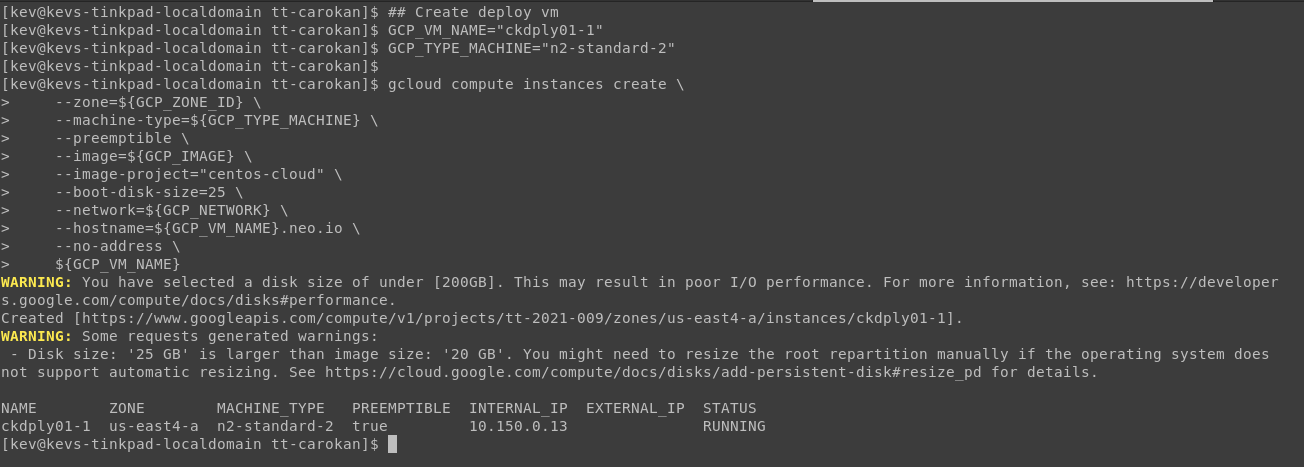 [kev@kevs-tinkpad-localdomain tt-carokan]$ ## Create deploy vm
[kev@kevs-tinkpad-localdomain tt-carokan]$ GCP_VM_NAME="ckdply01-1"
[kev@kevs-tinkpad-localdomain tt-carokan]$ GCP_TYPE_MACHINE="n2-standard-2"
[kev@kevs-tinkpad-localdomain tt-carokan]$
[kev@kevs-tinkpad-localdomain tt-carokan]$ gcloud compute instances create \
>     --zone=${GCP_ZONE_ID} \
>     --machine-type=${GCP_TYPE_MACHINE} \
>     --preemptible \
>     --image=${GCP_IMAGE} \
>     --image-project="centos-cloud" \
>     --boot-disk-size=25 \
>     --network=${GCP_NETWORK} \
>     --hostname=${GCP_VM_NAME}.neo.io \
>     --no-address \
>     ${GCP_VM_NAME}
WARNING: You have selected a disk size of under [200GB]. This may result in poor I/O performance. For more information, see: https://developer
s.google.com/compute/docs/disks#performance.
Created [https://www.googleapis.com/compute/v1/projects/tt-2021-009/zones/us-east4-a/instances/ckdply01-1].
WARNING: Some requests generated warnings:
 - Disk size: '25 GB' is larger than image size: '20 GB'. You might need to resize the root repartition manually if the operating system does
not support automatic resizing. See https://cloud.google.com/compute/docs/disks/add-persistent-disk#resize_pd for details.

NAME        ZONE        MACHINE_TYPE   PREEMPTIBLE  INTERNAL_IP  EXTERNAL_IP  STATUS
ckdply01-1  us-east4-a  n2-standard-2  true         10.150.0.13               RUNNING
[kev@kevs-tinkpad-localdomain tt-carokan]$